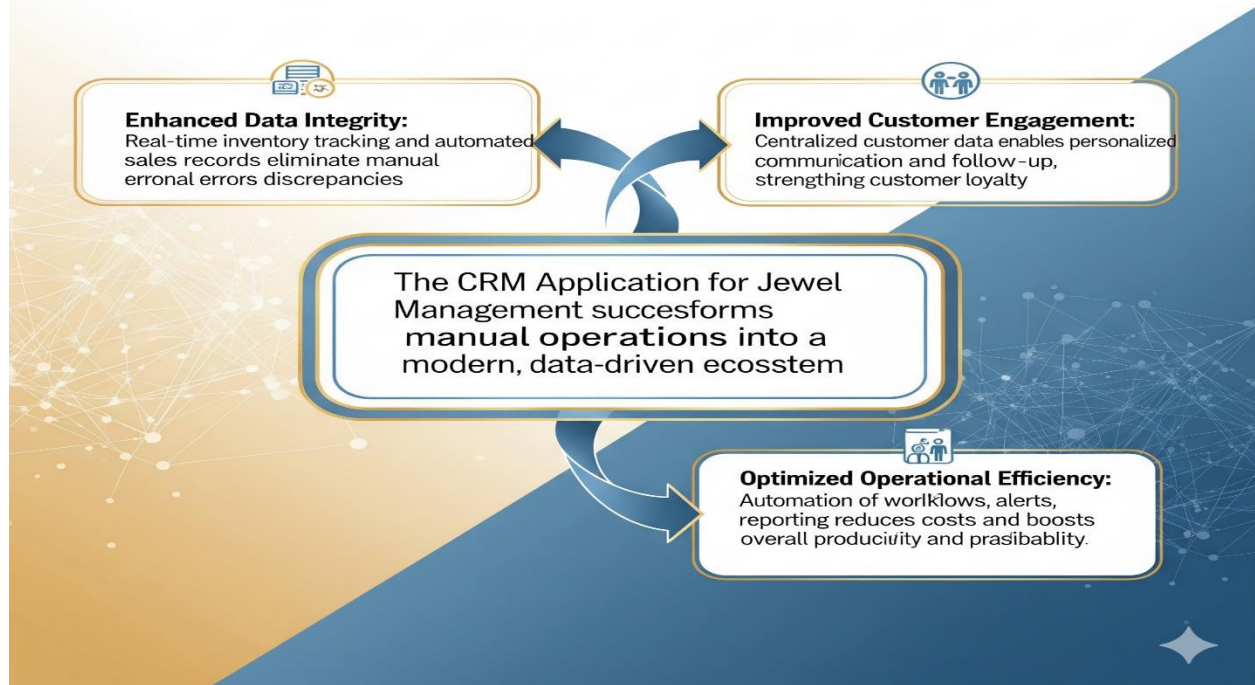 Enhanced Data Integrity:
Real-time inventory tracking and automated
sales records eliminate manual
erronal errors discrepancies
Improved Customer Engagement:
Centralized customer data enables personalized
communication and follow-up,
strengthing customer loyalty
The CRM Application for Jewel
Management succesforms
manual operations into a
modern, data-driven ecosstem
Optimized Operational Efficiency:
Automation of workflows, alerts,
reporting reduces costs and boosts
overall and